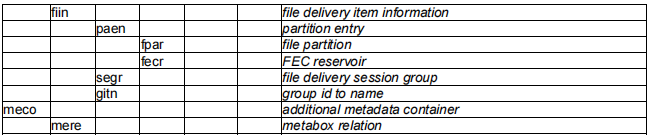 fiin file delivery item information
paen partition entry
fpar file partition
fecr FEC reservoir
segr file delivery session group
gitn group id to name
meco additional metadata container
mere metabox relation